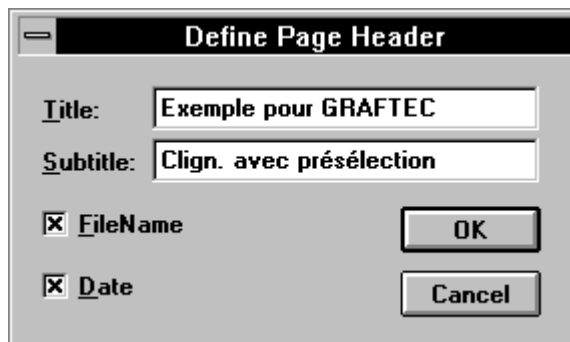 Define Page Header
Title: Exemple pour GRAFTEC
Subtitle: Clign. avec présélection
FileName
OK
Date
Cancel